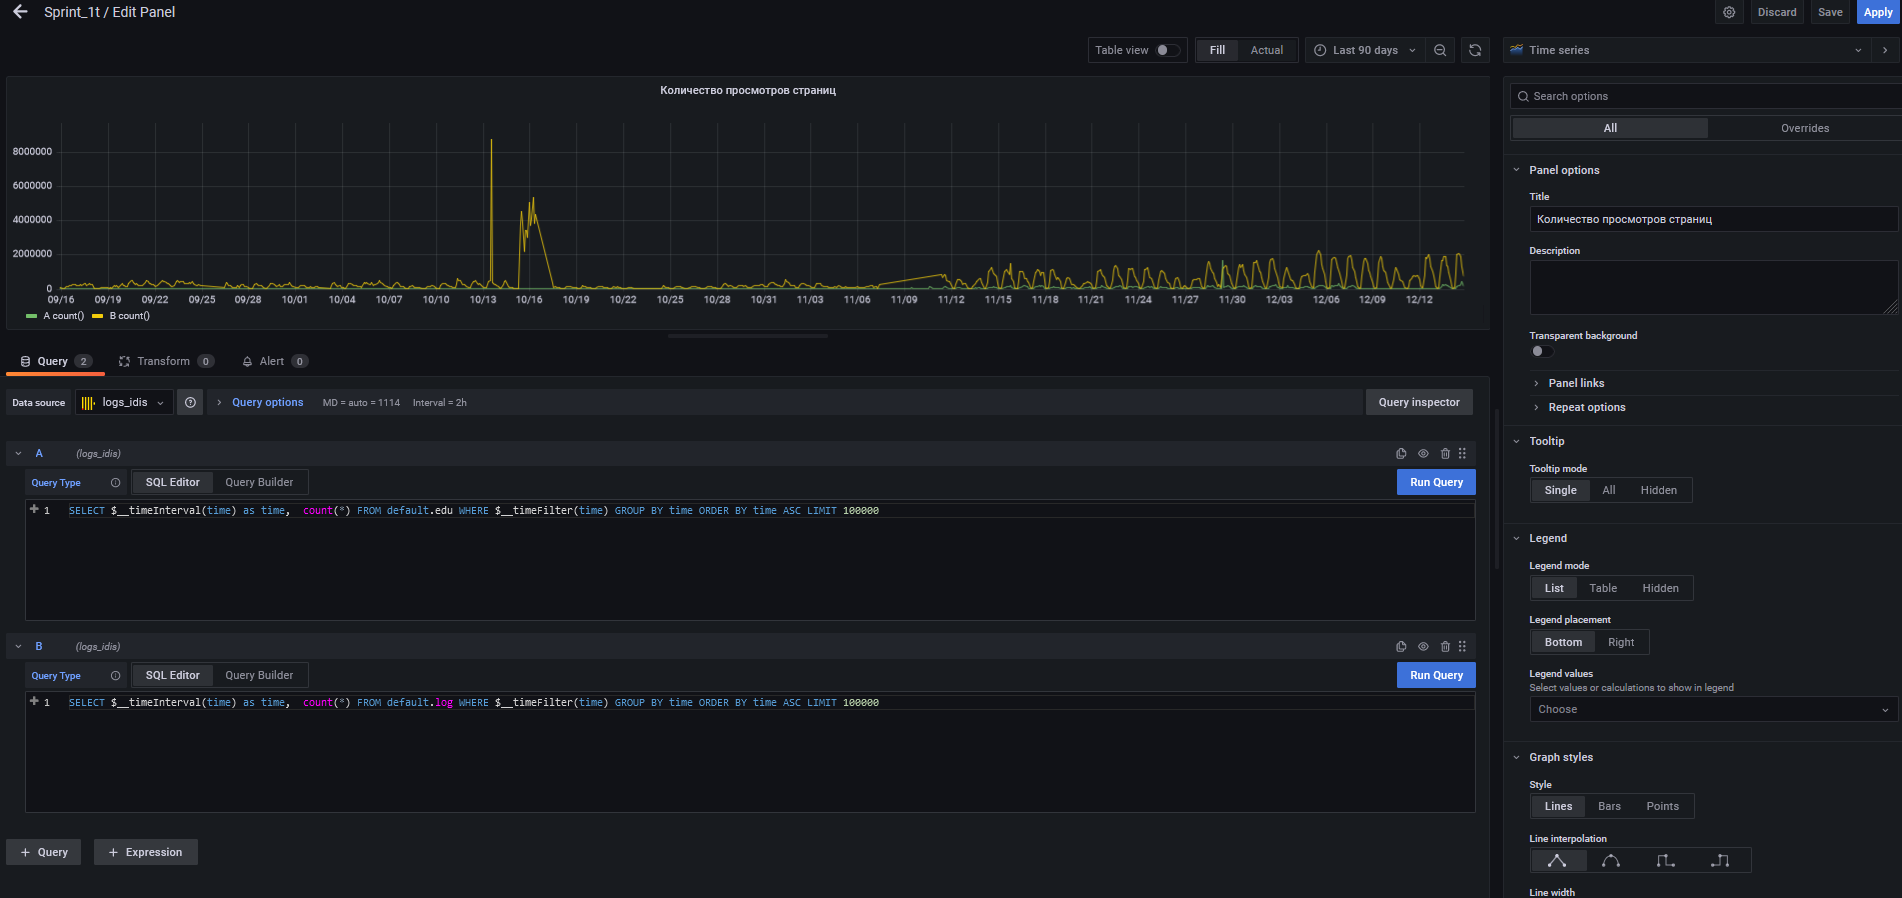 Sprint_1t / Edit Panel
Discard
Save
Apply
Table view
Fill
Actual
Last 90 days
Time series
Количество просмотров страниц
8000000
6000000
4000000
2000000
0
09/16 09/19 09/22 09/25 09/28 10/01 10/04 10/07 10/10 10/13 10/16 10/19 10/22 10/25 10/28 10/31 11/03 11/06 11/09 11/12 11/15 11/18 11/21 11/24 11/27 11/30 12/03 12/06 12/09 12/12
A count() B count()
Query 2
Transform 0
Alert 0
Data source
logs_idis
Query options
MD = auto = 1114
Interval = 2h
Query inspector
A
(logs_idis)
Query Type
SQL Editor
Query Builder
Run Query
1 SELECT $__timeInterval(time) as time, count(*) FROM default.edu WHERE $__timeFilter(time) GROUP BY time ORDER BY time ASC LIMIT 100000
B
(logs_idis)
Query Type
SQL Editor
Query Builder
Run Query
1 SELECT $__timeInterval(time) as time, count(*) FROM default.log WHERE $__timeFilter(time) GROUP BY time ORDER BY time ASC LIMIT 100000
+ Query
+ Expression
Search options
All
Overrides
Panel options
Title
Количество просмотров страниц
Description
Transparent background
Panel links
Repeat options
Tooltip
Tooltip mode
Single
All
Hidden
Legend
Legend mode
List
Table
Hidden
Legend placement
Bottom
Right
Legend values
Select values or calculations to show in legend
Choose
Graph styles
Style
Lines
Bars
Points
Line interpolation
Line width